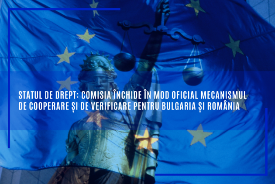 STATUL DE DREPT: COMISIA ÎNCHIDE ÎN MOD OFICIAL MECANISMUL
DE COOPERARE ȘI DE VERIFICARE PENTRU BULGARIA ȘI ROMÂNIA